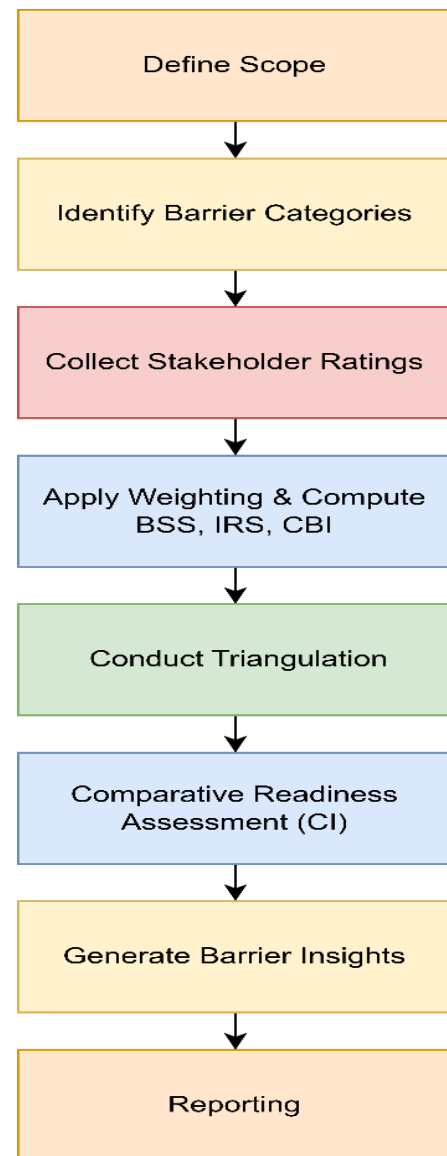 Define Scope
Identify Barrier Categories
Collect Stakeholder Ratings
Apply Weighting & Compute
BSS, IRS, CBI
Conduct Triangulation
Comparative Readiness
Assessment (CI)
Generate Barrier Insights
Reporting